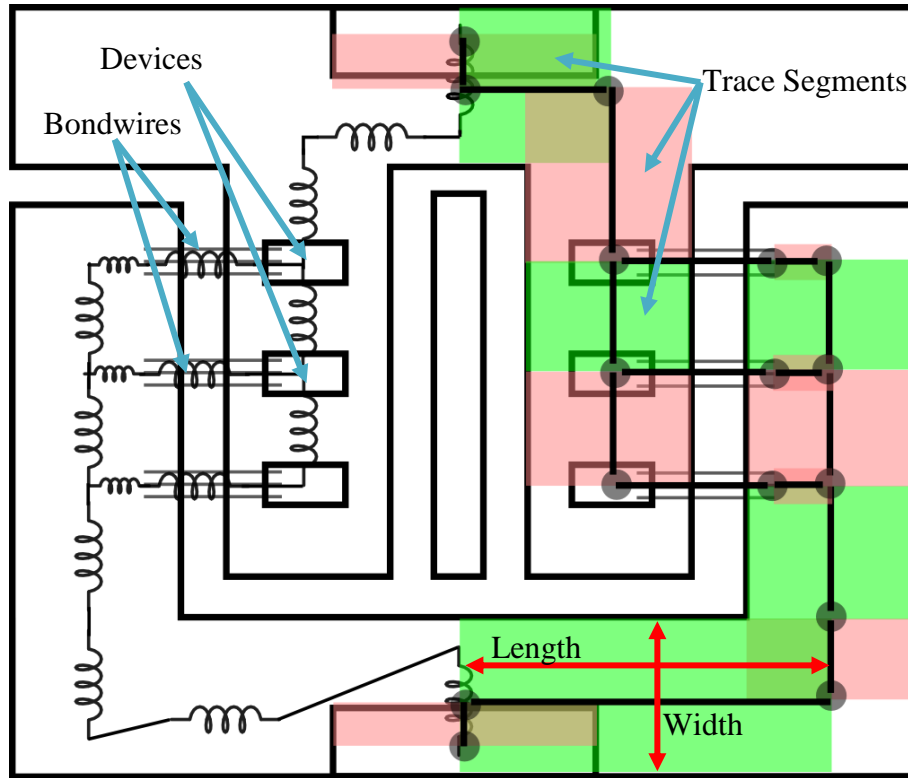 Devices
Trace Segments
Bondwires
Length
Width